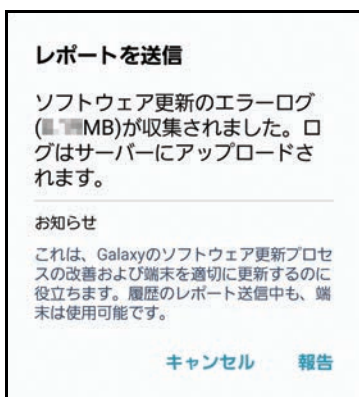 レポートを送信
ソフトウェア更新のエラーログ
(MB)が収集されました。ロ
グはサーバーにアップロードさ
れます。
お知らせ
これは、Galaxyのソフトウェア更新プロセ
スの改善および端末を適切に更新するのに
役立ちます。履歴のレポート送信中も、端
末は使用可能です。
キャンセル 報告